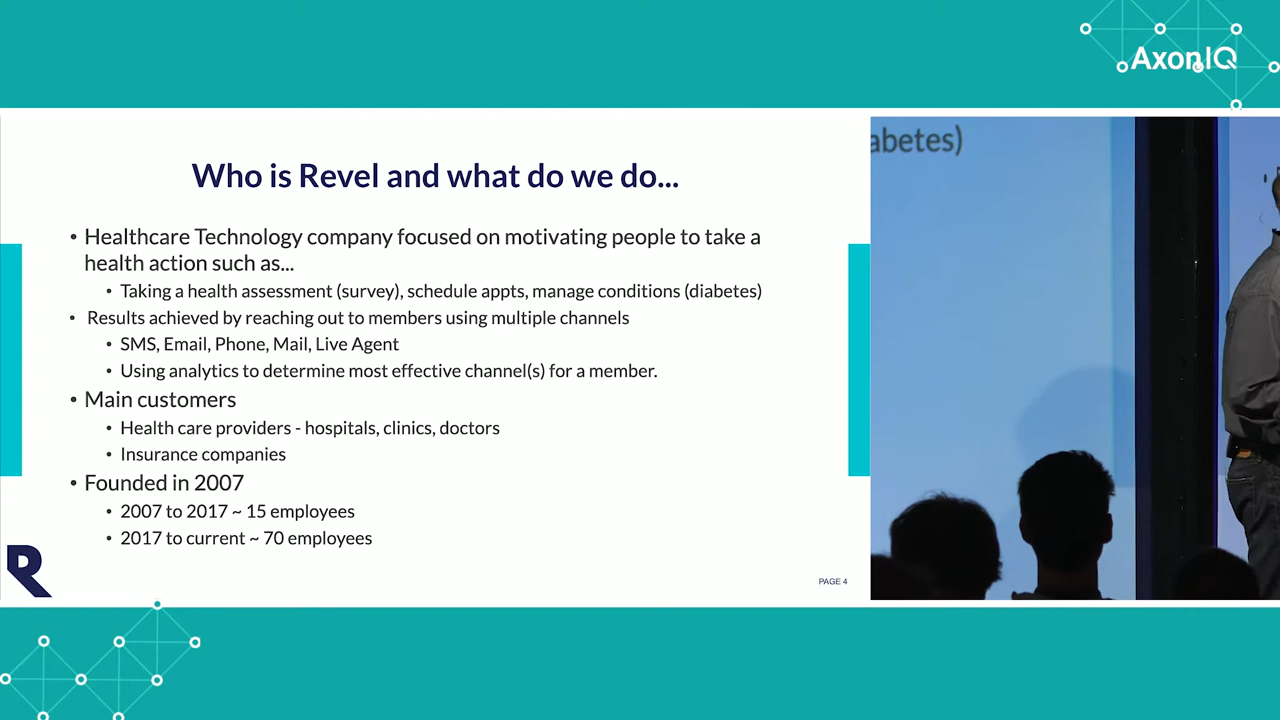 AxonIQ
Who is Revel and what do we do...
• Healthcare Technology company focused on motivating people to take a
health action such as...
• Taking a health assessment (survey), schedule appts, manage conditions (diabetes)
• Results achieved by reaching out to members using multiple channels
• SMS, Email, Phone, Mail, Live Agent
• Using analytics to determine most effective channel(s) for a member.
• Main customers
• Health care providers - hospitals, clinics, doctors
• Insurance companies
• Founded in 2007
• 2007 to 2017 ~ 15 employees
• 2017 to current ~ 70 employees
R
PAGE 4
abetes)